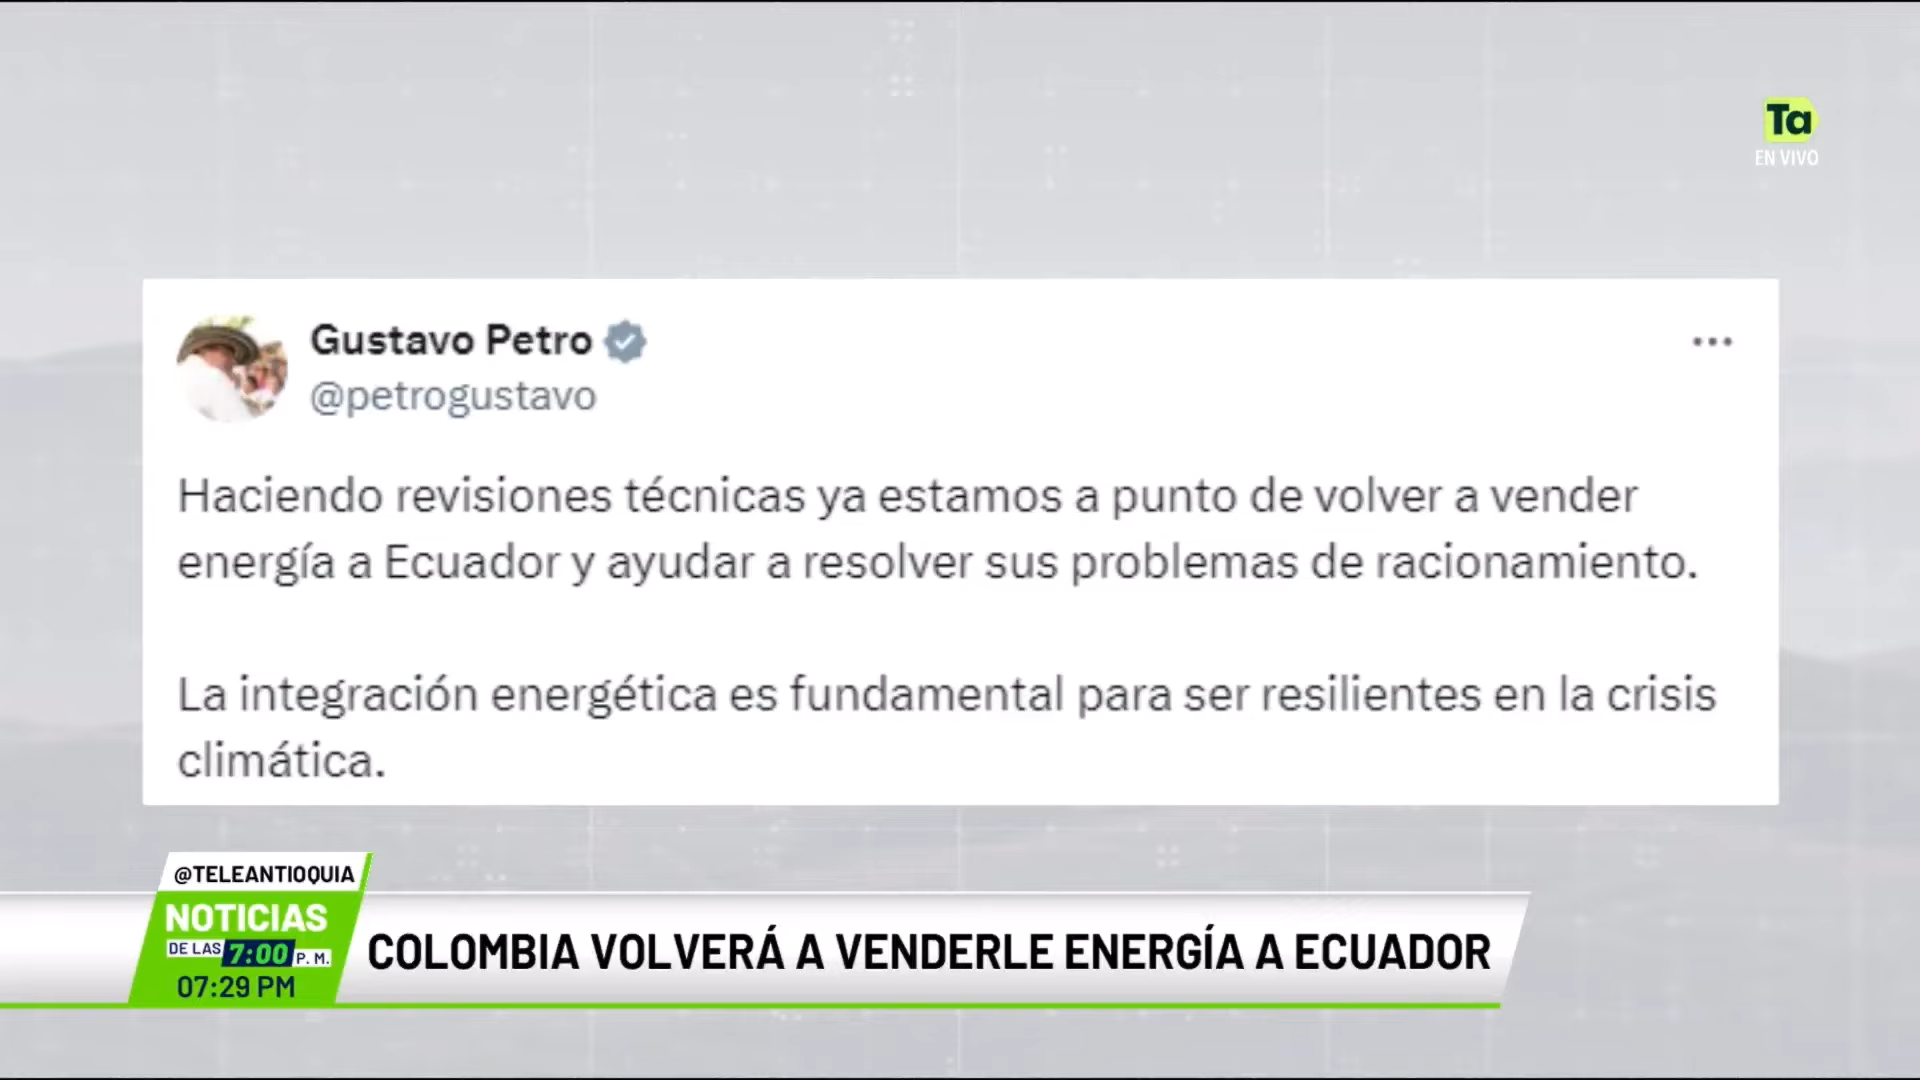 Ta
EN VIVO
Gustavo Petro
@petrogustavo
Haciendo revisiones técnicas ya estamos a punto de volver a vender
energía a Ecuador y ayudar a resolver sus problemas de racionamiento.
La integración energética es fundamental para ser resilientes en la crisis
climática.
@TELEANTIOQUIA
NOTICIAS
DE LAS 7:00 P. M.
07:29 PM
COLOMBIA VOLVERÁ A VENDERLE ENERGÍA A ECUADOR